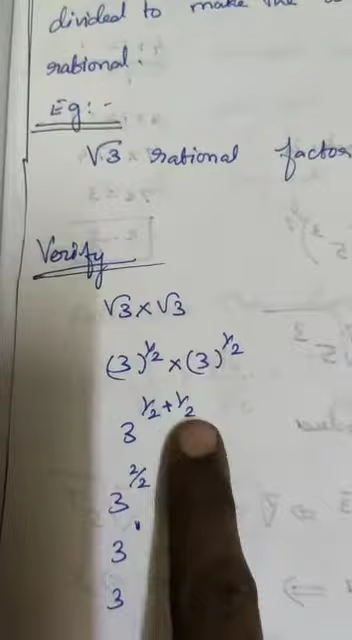 divided to make the
rational.
Eg:-
√3 rational factor
Verify
√3 × √3
(3)^1/2 × (3)^1/2
3^1/2+1/2
3^2/2
3^1
3